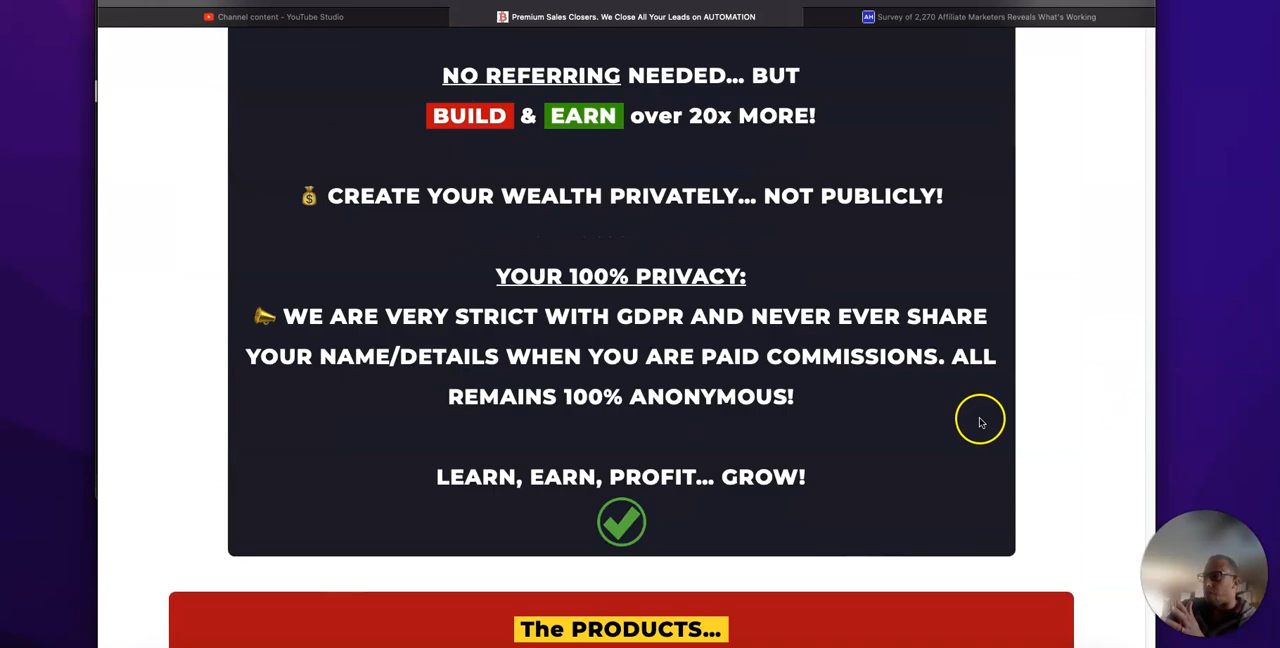 Channel content - YouTube Studio
Premium Sales Closers. We Close All Your Leads on AUTOMATION
AH Survey of 2,270 Affiliate Marketers Reveals What's Working
NO REFERRING NEEDED... BUT
BUILD & EARN over 20x MORE!
💰 CREATE YOUR WEALTH PRIVATELY... NOT PUBLICLY!
YOUR 100% PRIVACY:
📣 WE ARE VERY STRICT WITH GDPR AND NEVER EVER SHARE
YOUR NAME/DETAILS WHEN YOU ARE PAID COMMISSIONS. ALL
REMAINS 100% ANONYMOUS!
LEARN, EARN, PROFIT... GROW!
The PRODUCTS...